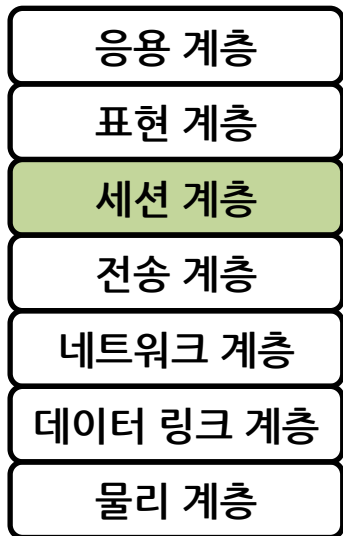 응용 계층
표현 계층
세션 계층
전송 계층
네트워크 계층
데이터 링크 계층
물리 계층